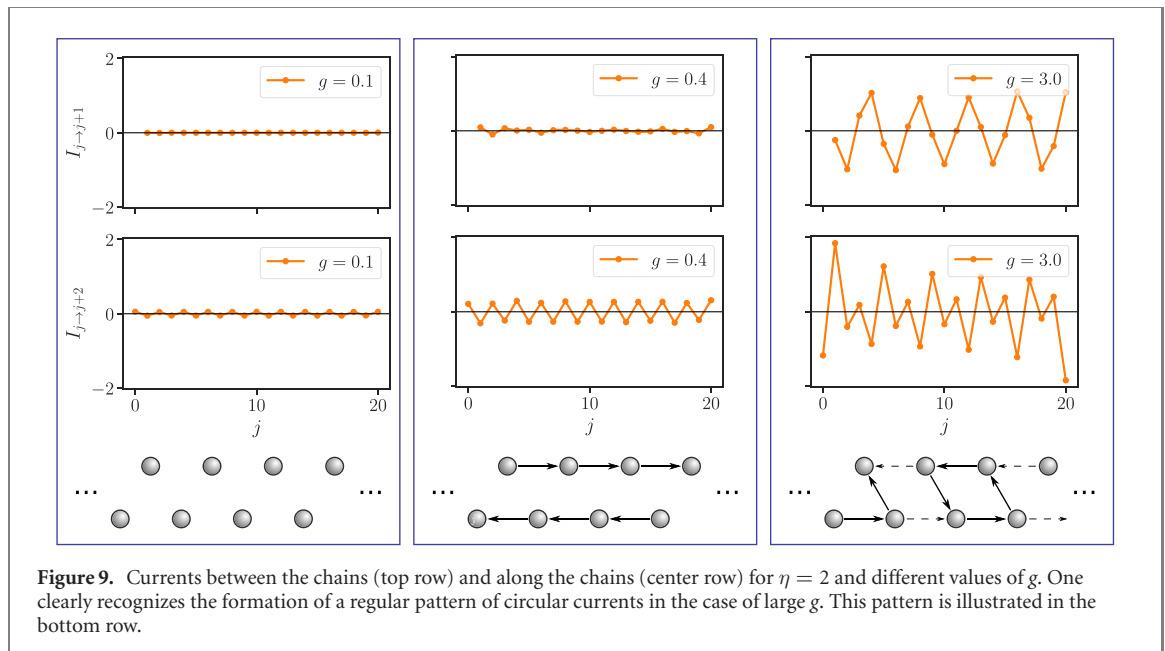 2
0
−2
I_{j→j+1}
g = 0.1
g = 0.4
g = 3.0
2
0
−2
I_{j→j+2}
g = 0.1
g = 0.4
g = 3.0
0 10 20
j
0 10 20
j
0 10 20
j
... ...
... ...
... ...
Figure 9. Currents between the chains (top row) and along the chains (center row) for η = 2 and different values of g. One
clearly recognizes the formation of a regular pattern of circular currents in the case of large g. This pattern is illustrated in the
bottom row.